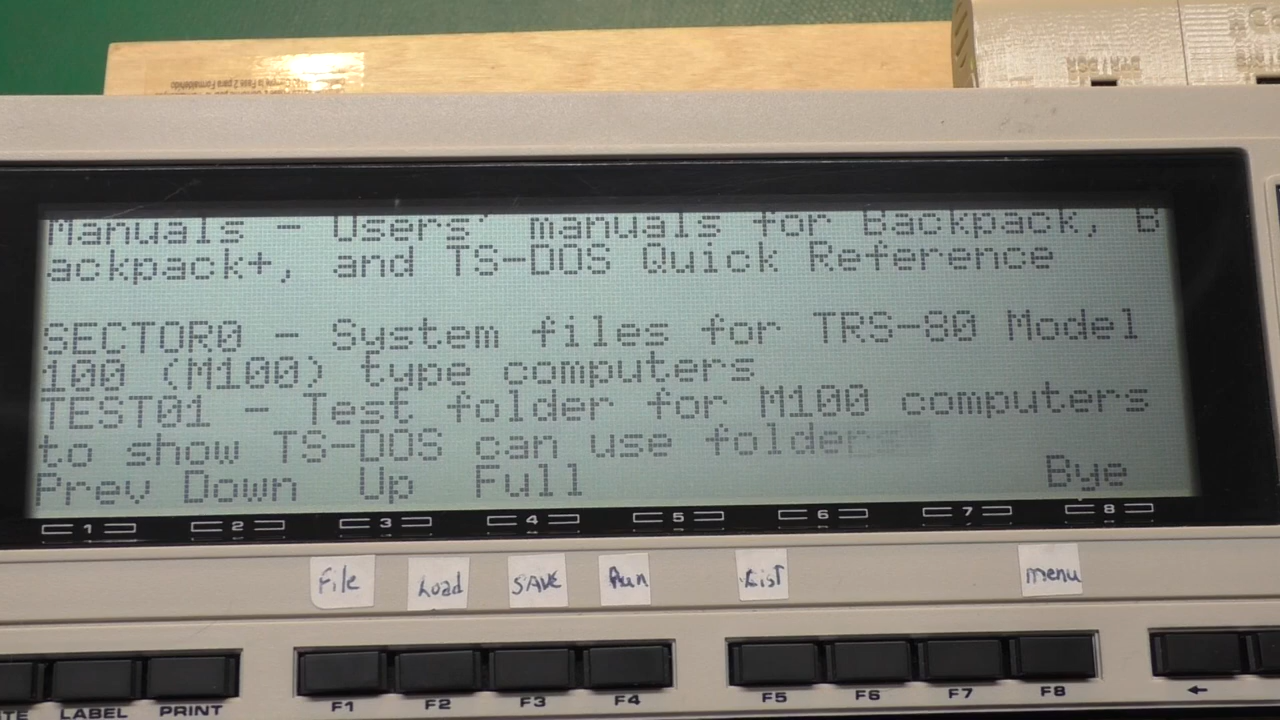 Manuals - Users' manuals for Backpack, B
ackpack+, and TS-DOS Quick Reference
SECTOR0 - System files for TRS-80 Model
100 (M100) type computers
TEST01 - Test folder for M100 computers
to show TS-DOS can use folders
Prev Down Up Full Bye
1 2 3 4 5 6 7 8
File Load SAVE Run List menu
LABEL PRINT F1 F2 F3 F4 F5 F6 F7 F8 ←